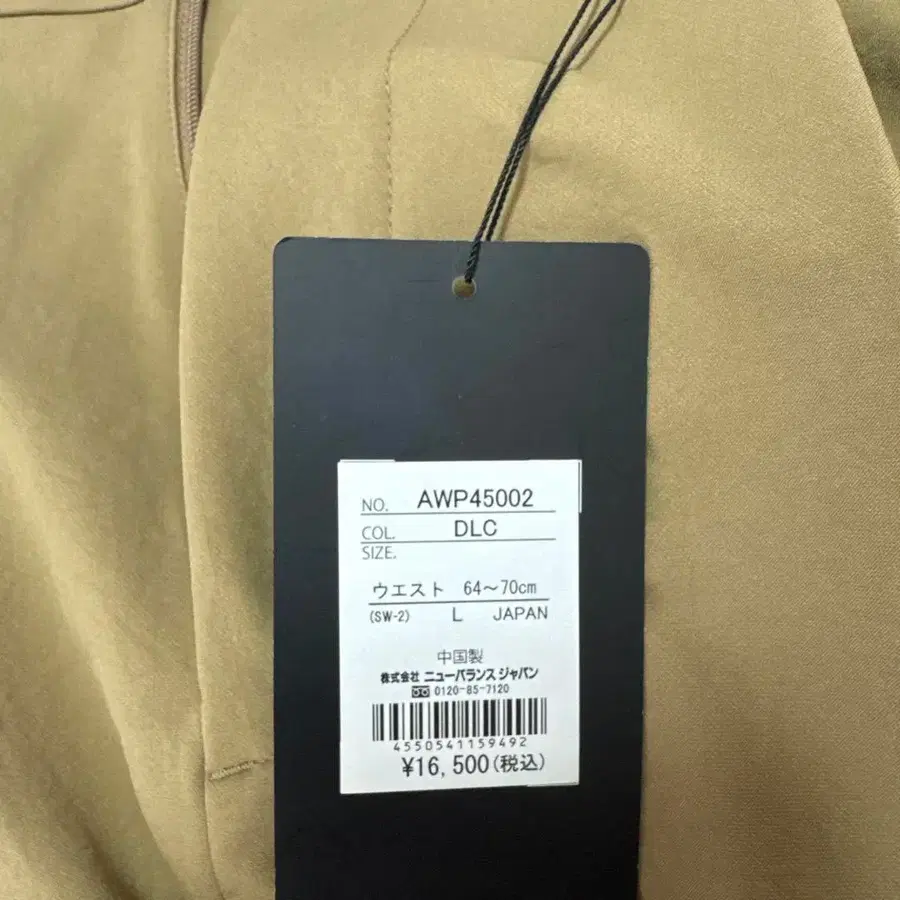 NO. AWP45002
COL. DLC
SIZE.
ウエスト 64～70cm
(SW-2) L JAPAN
中国製
株式会社 ニューバランス ジャパン
0120-85-7120
4550541159492
¥16,500(税込)